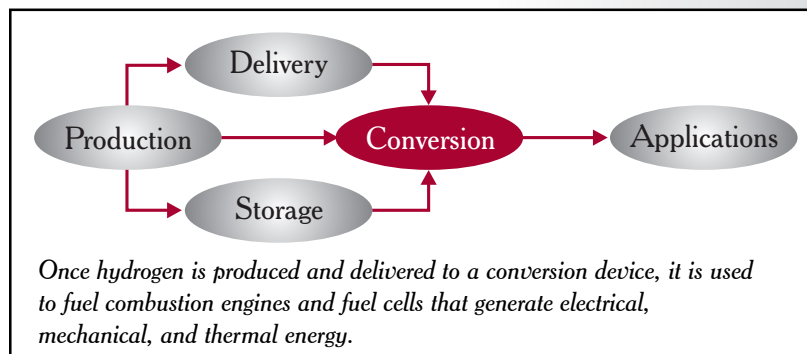 Delivery
Production
Conversion
Applications
Storage
Once hydrogen is produced and delivered to a conversion device, it is used
to fuel combustion engines and fuel cells that generate electrical,
mechanical, and thermal energy.